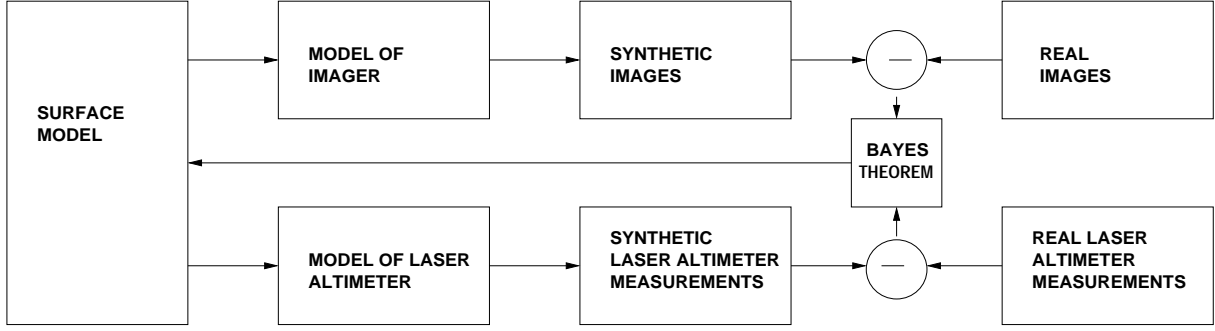 SURFACE
MODEL
MODEL OF
IMAGER
SYNTHETIC
IMAGES
REAL
IMAGES
BAYES
THEOREM
MODEL OF LASER
ALTIMETER
SYNTHETIC
LASER ALTIMETER
MEASUREMENTS
REAL LASER
ALTIMETER
MEASUREMENTS